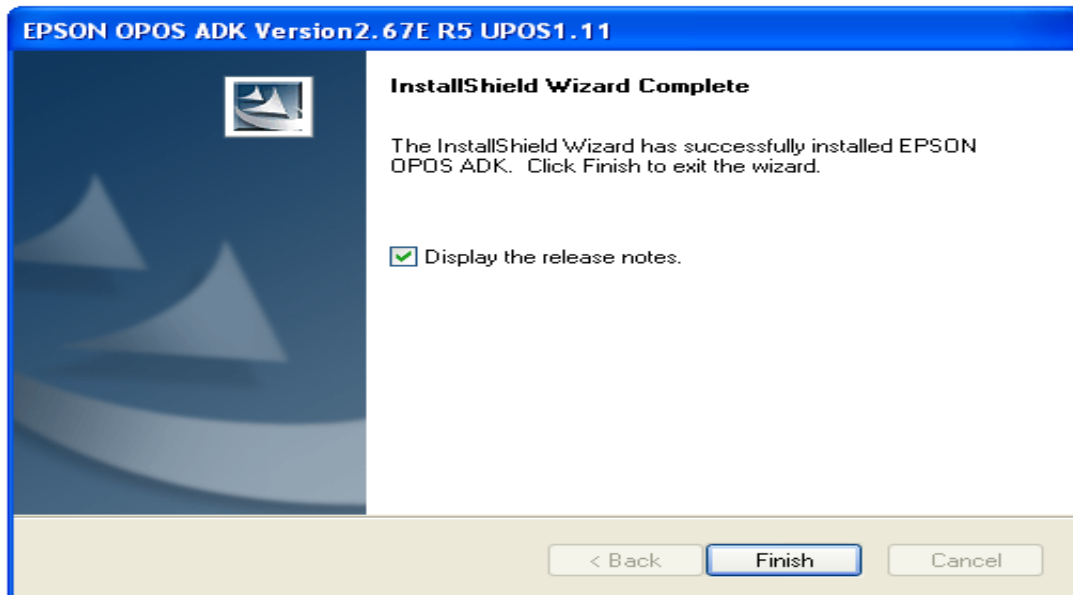 EPSON OPOS ADK Version2.67E R5 UPOS1.11
InstallShield Wizard Complete
The InstallShield Wizard has successfully installed EPSON
OPOS ADK.  Click Finish to exit the wizard.
Display the release notes.
< Back
Finish
Cancel